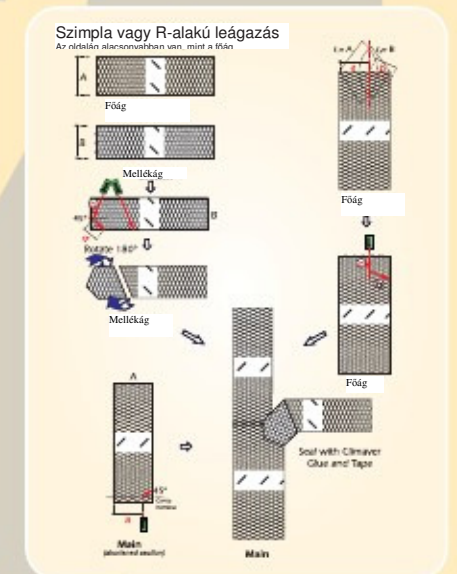 Szimpla vagy R-alakú leágazás
Az oldalág alacsonyabban van, mint a főág
A
Főág
B
Mellékág
45°
B
Rotate 180°
Mellékág
Főág
Főág
A
45°
Main
Seal with Climaver
Glue and Tape
Main